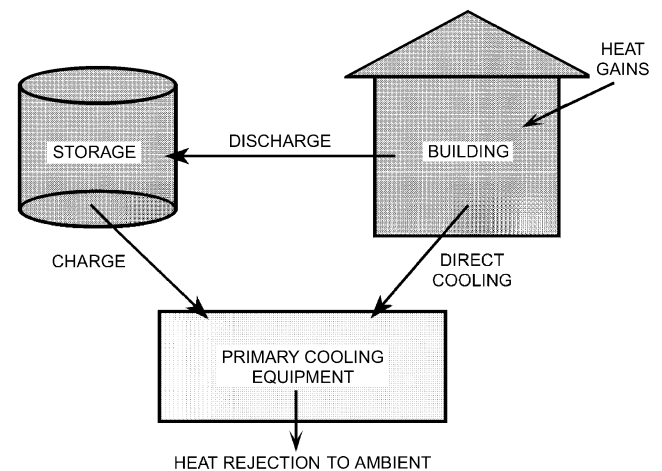 HEAT
GAINS
STORAGE
DISCHARGE
BUILDING
CHARGE
DIRECT
COOLING
PRIMARY COOLING
EQUIPMENT
HEAT REJECTION TO AMBIENT